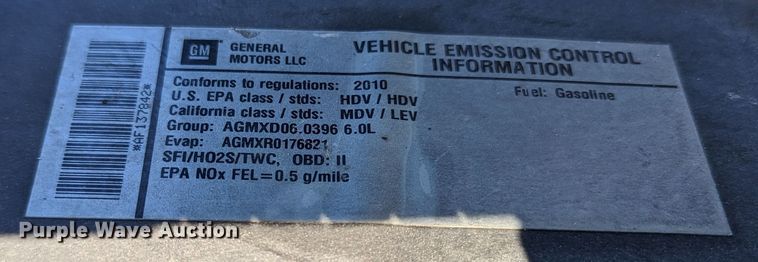 GM
GENERAL
MOTORS LLC
VEHICLE EMISSION CONTROL
INFORMATION
Conforms to regulations: 2010
U.S. EPA class / stds: HDV / HDV
California class / stds: MDV / LEV
Group: AGMXD06.0396 6.0L
Evap: AGMXR0176821
SFI/HO2S/TWC, OBD: II
EPA NOx FEL=0.5 g/mile
Fuel: Gasoline
*AF137842*
Purple Wave Auction